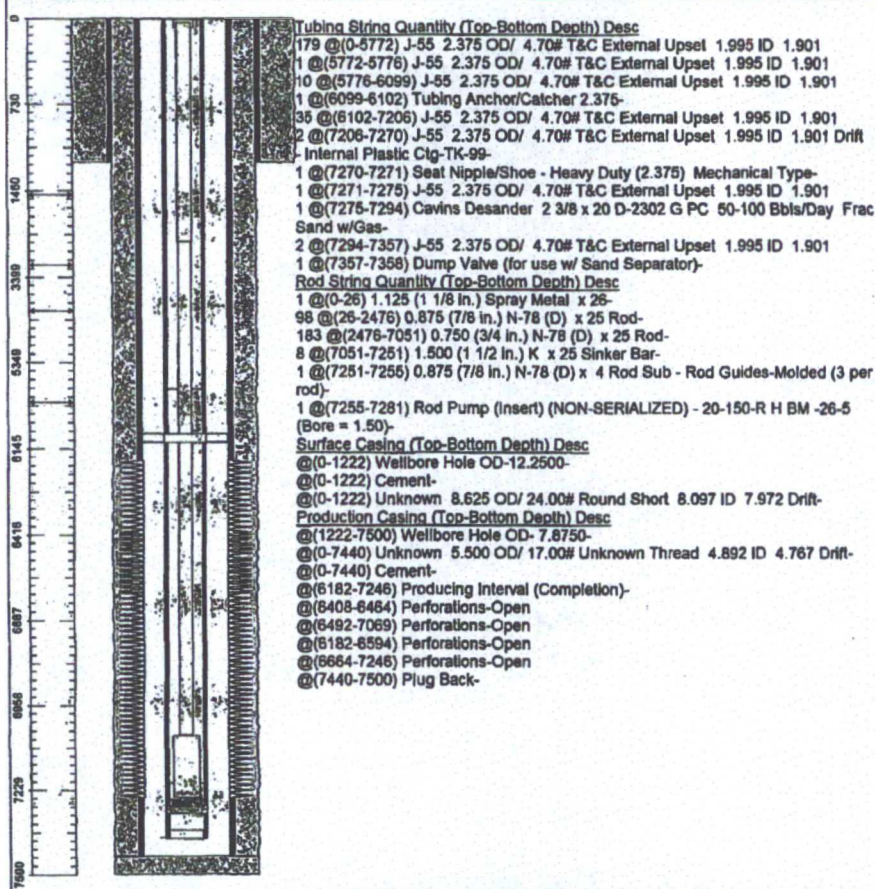 0
730
1460
3399
5349
6145
6416
6687
6958
7229
7500
Tubing String Quantity (Top-Bottom Depth) Desc
179 @(0-5772) J-55 2.375 OD/ 4.70# T&C External Upset 1.995 ID 1.901
1 @(5772-5776) J-55 2.375 OD/ 4.70# T&C External Upset 1.995 ID 1.901
10 @(5776-6099) J-55 2.375 OD/ 4.70# T&C External Upset 1.995 ID 1.901
1 @(6099-6102) Tubing Anchor/Catcher 2.375-
35 @(6102-7206) J-55 2.375 OD/ 4.70# T&C External Upset 1.995 ID 1.901
2 @(7206-7270) J-55 2.375 OD/ 4.70# T&C External Upset 1.995 ID 1.901 Drift
- Internal Plastic Ctg-TK-99-
1 @(7270-7271) Seat Nipple/Shoe - Heavy Duty (2.375) Mechanical Type-
1 @(7271-7275) J-55 2.375 OD/ 4.70# T&C External Upset 1.995 ID 1.901
1 @(7275-7294) Cavins Desander 2 3/8 x 20 D-2302 G PC 50-100 Bbls/Day Frac
Sand w/Gas-
2 @(7294-7357) J-55 2.375 OD/ 4.70# T&C External Upset 1.995 ID 1.901
1 @(7357-7358) Dump Valve (for use w/ Sand Separator)-
Rod String Quantity (Top-Bottom Depth) Desc
1 @(0-26) 1.125 (1 1/8 in.) Spray Metal x 26-
98 @(26-2476) 0.875 (7/8 in.) N-78 (D) x 25 Rod-
183 @(2476-7051) 0.750 (3/4 in.) N-78 (D) x 25 Rod-
8 @(7051-7251) 1.500 (1 1/2 in.) K x 25 Sinker Bar-
1 @(7251-7255) 0.875 (7/8 in.) N-78 (D) x 4 Rod Sub - Rod Guides-Molded (3 per
rod)-
1 @(7255-7281) Rod Pump (Insert) (NON-SERIALIZED) - 20-150-R H BM -26-5
(Bore = 1.50)-
Surface Casing (Top-Bottom Depth) Desc
@(0-1222) Wellbore Hole OD-12.2500-
@(0-1222) Cement-
@(0-1222) Unknown 8.625 OD/ 24.00# Round Short 8.097 ID 7.972 Drift-
Production Casing (Top-Bottom Depth) Desc
@(1222-7500) Wellbore Hole OD- 7.8750-
@(0-7440) Unknown 5.500 OD/ 17.00# Unknown Thread 4.892 ID 4.767 Drift-
@(0-7440) Cement-
@(6182-7246) Producing Interval (Completion)-
@(6408-6464) Perforations-Open
@(6492-7069) Perforations-Open
@(6182-6594) Perforations-Open
@(6664-7246) Perforations-Open
@(7440-7500) Plug Back-